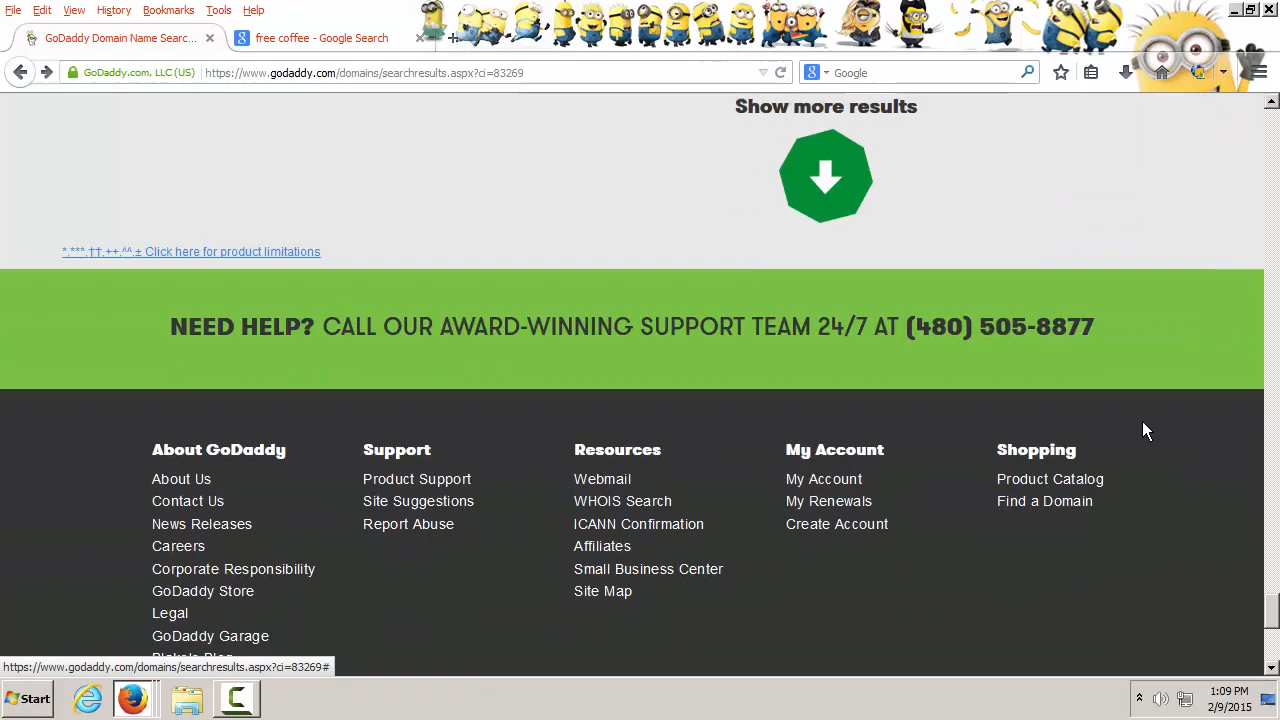 File Edit View History Bookmarks Tools Help
GoDaddy Domain Name Searc...
free coffee - Google Search
GoDaddy.com, LLC (US)
https://www.godaddy.com/domains/searchresults.aspx?ci=83269
Google
Show more results
*,***,††,++,^^,± Click here for product limitations
NEED HELP? CALL OUR AWARD-WINNING SUPPORT TEAM 24/7 AT (480) 505-8877
About GoDaddy
About Us
Contact Us
News Releases
Careers
Corporate Responsibility
GoDaddy Store
Legal
GoDaddy Garage
Support
Product Support
Site Suggestions
Report Abuse
Resources
Webmail
WHOIS Search
ICANN Confirmation
Affiliates
Small Business Center
Site Map
My Account
My Account
My Renewals
Create Account
Shopping
Product Catalog
Find a Domain
https://www.godaddy.com/domains/searchresults.aspx?ci=83269#
Start
1:09 PM
2/9/2015